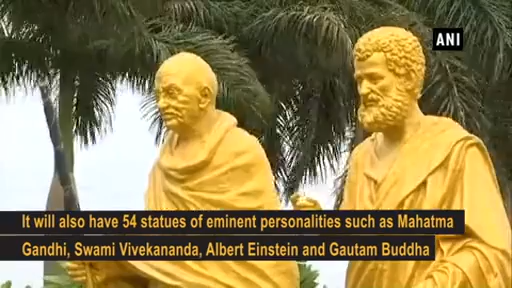 ANI
It will also have 54 statues of eminent personalities such as Mahatma
Gandhi, Swami Vivekananda, Albert Einstein and Gautam Buddha
ANI